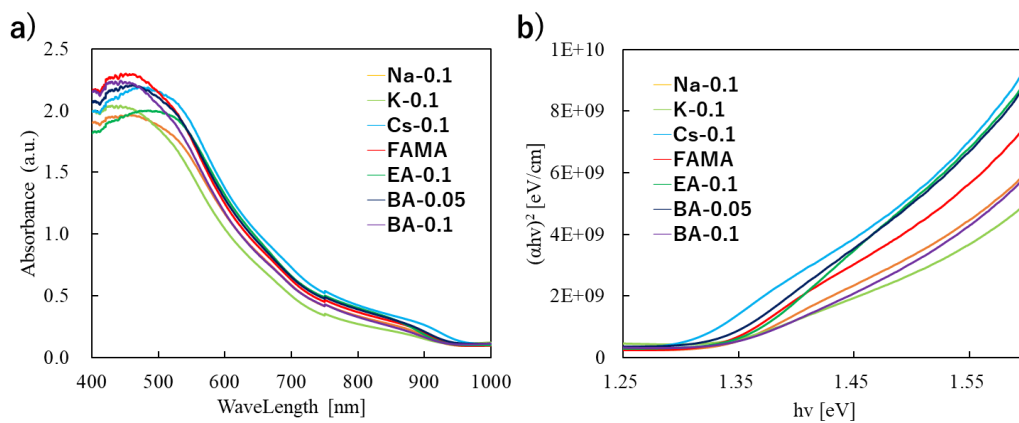 a)
2.5
2.0
1.5
1.0
0.5
0.0
400 500 600 700 800 900 1000
WaveLength [nm]
Absorbance (a.u.)
Na-0.1
K-0.1
Cs-0.1
FAMA
EA-0.1
BA-0.05
BA-0.1
b)
1E+10
8E+09
6E+09
4E+09
2E+09
0
1.25 1.35 1.45 1.55
hν [eV]
(αhν)² [eV/cm]
Na-0.1
K-0.1
Cs-0.1
FAMA
EA-0.1
BA-0.05
BA-0.1